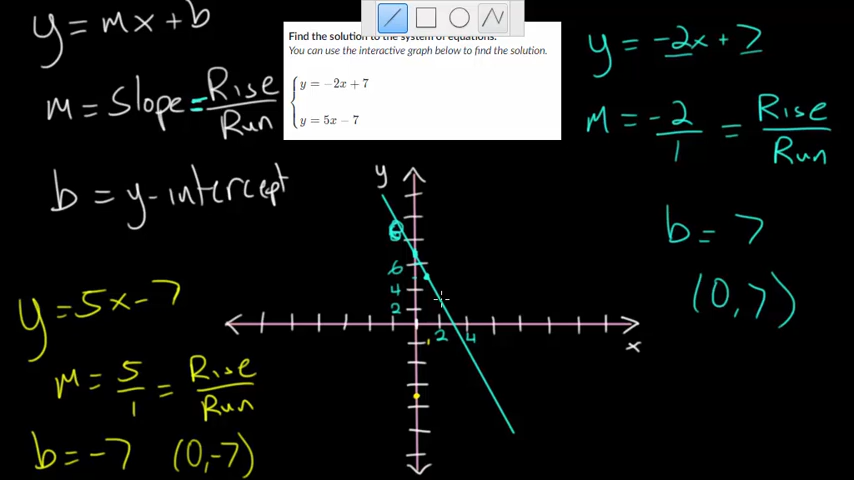 y = mx + b
m = Slope = Rise/Run
b = y-intercept
Find the solution to the system of equations.
You can use the interactive graph below to find the solution.
y = −2x + 7
y = 5x − 7
y = -2x + 7
m = -2/1 = Rise/Run
b = 7
(0, 7)
y
8
6
4
2
2 4
x
y = 5x - 7
m = 5/1 = Rise/Run
b = -7 (0, -7)